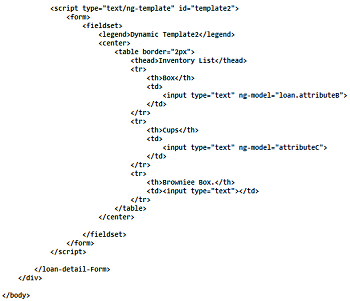 <script type="text/ng-template" id="template2">
<form>
<fieldset>
<legend>Dynamic Template2</legend>
<center>
<table border="2px">
<thead>Inventory List</thead>
<tr>
<th>Box</th>
<td>
<input type="text" ng-model="loan.attributeB">
</td>
</tr>
<tr>
<th>Cups</th>
<td>
<input type="text" ng-model="attributeC">
</td>
</tr>
<tr>
<th>Browniee Box.</th>
<td><input type="text"></td>
</tr>
</table>
</center>
</fieldset>
</form>
</script>
</loan-detail-Form>
</div>
</body>